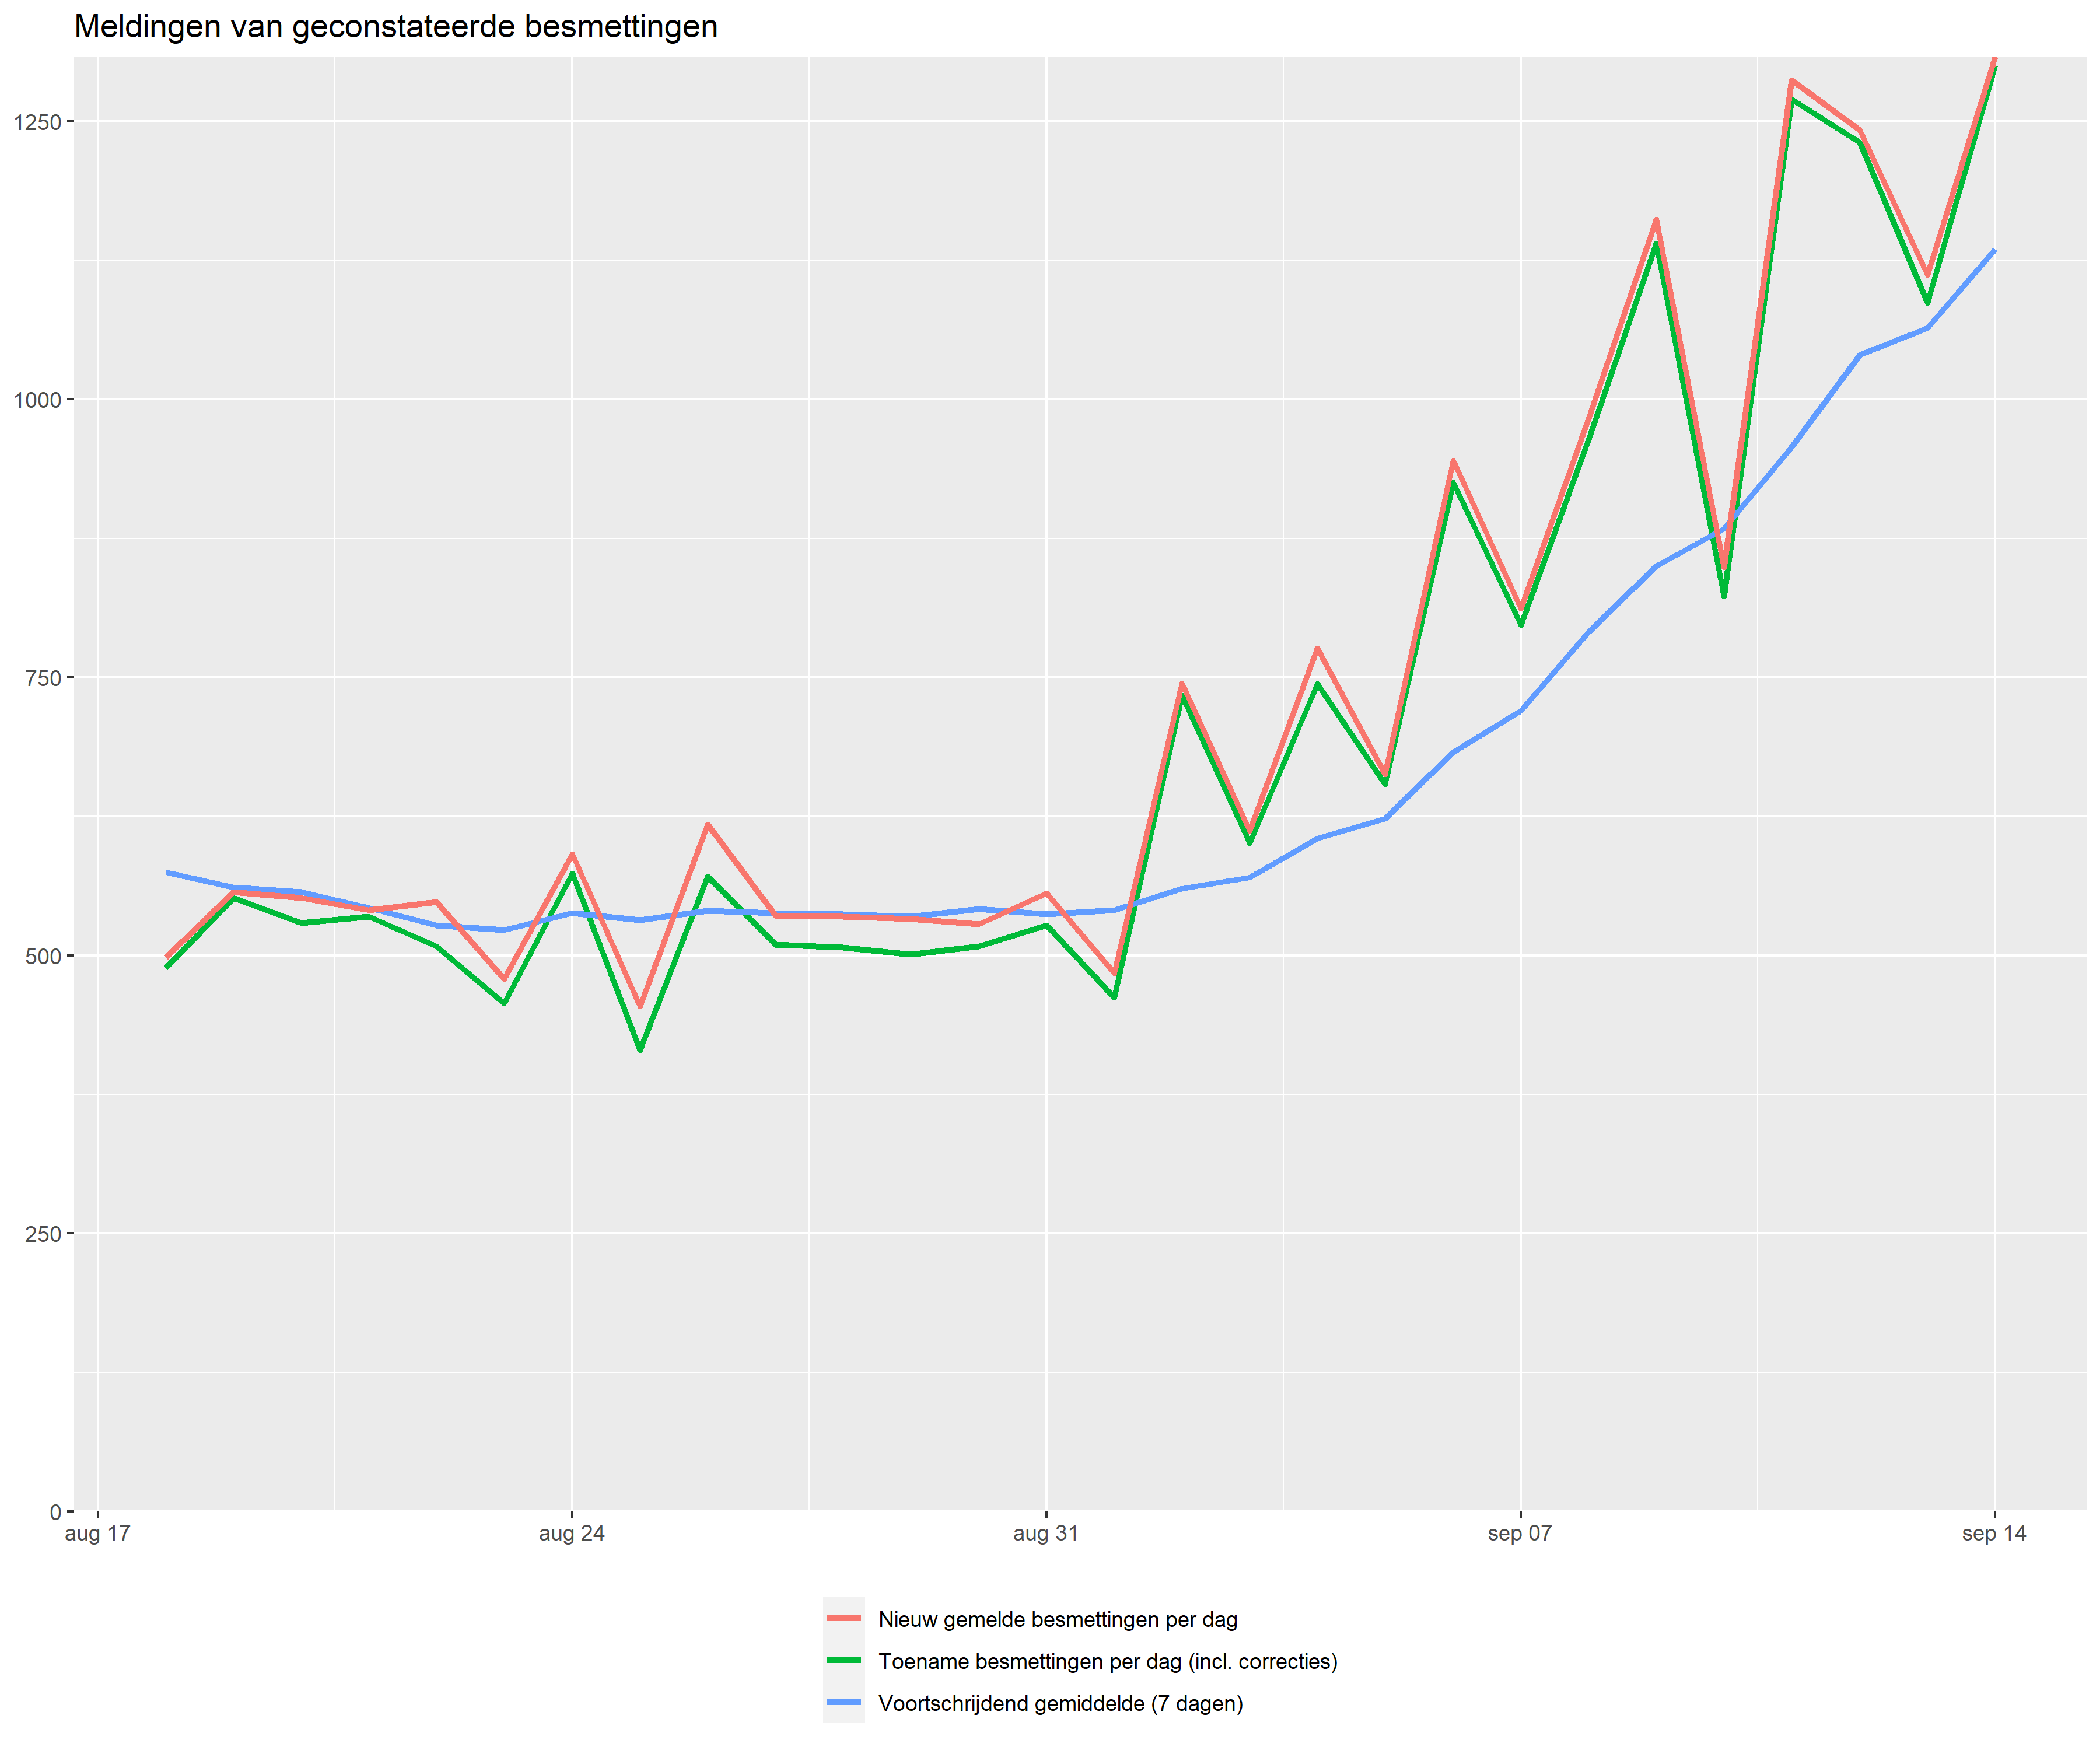 Meldingen van geconstateerde besmettingen
1250
1000
750
500
250
0
aug 17
aug 24
aug 31
sep 07
sep 14
Nieuw gemelde besmettingen per dag
Toename besmettingen per dag (incl. correcties)
Voortschrijdend gemiddelde (7 dagen)